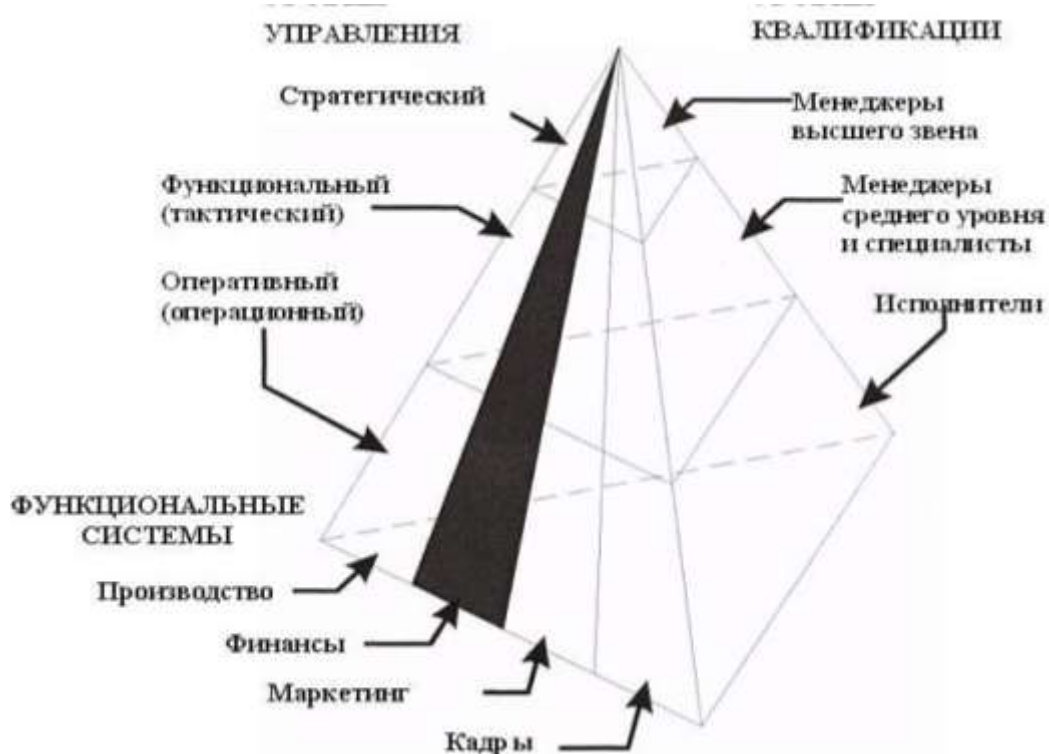 УПРАВЛЕНИЯ
КВАЛИФИКАЦИИ
Стратегический
Менеджеры
высшего звена
Функциональный
(тактический)
Менеджеры
среднего уровня
и специалисты
Оперативный
(операционный)
Исполнители
ФУНКЦИОНАЛЬНЫЕ
СИСТЕМЫ
Производство
Финансы
Маркетинг
Кадры